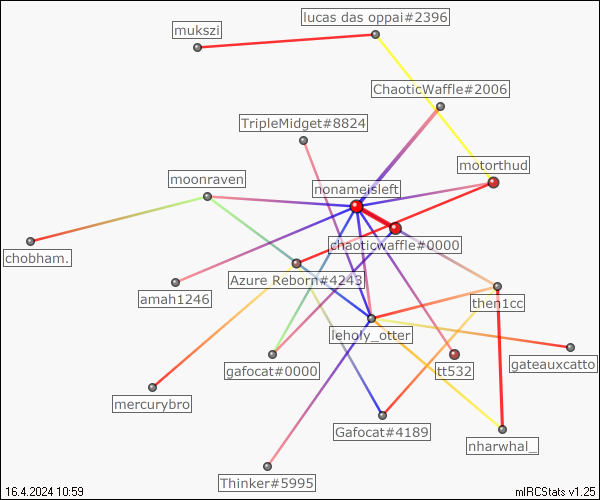 lucas das oppai#2396
mukszi
ChaoticWaffle#2006
TripleMidget#8824
motorthud
moonraven
nonameisleft
chaoticwaffle#0000
chobham.
Azure Reborn#4243
amah1246
then1cc
leholy_otter
gateauxcatto
gafocat#0000
tt532
mercurybro
Gafocat#4189
nharwhal_
Thinker#5995
16.4.2024 10:59
mIRCStats v1.25